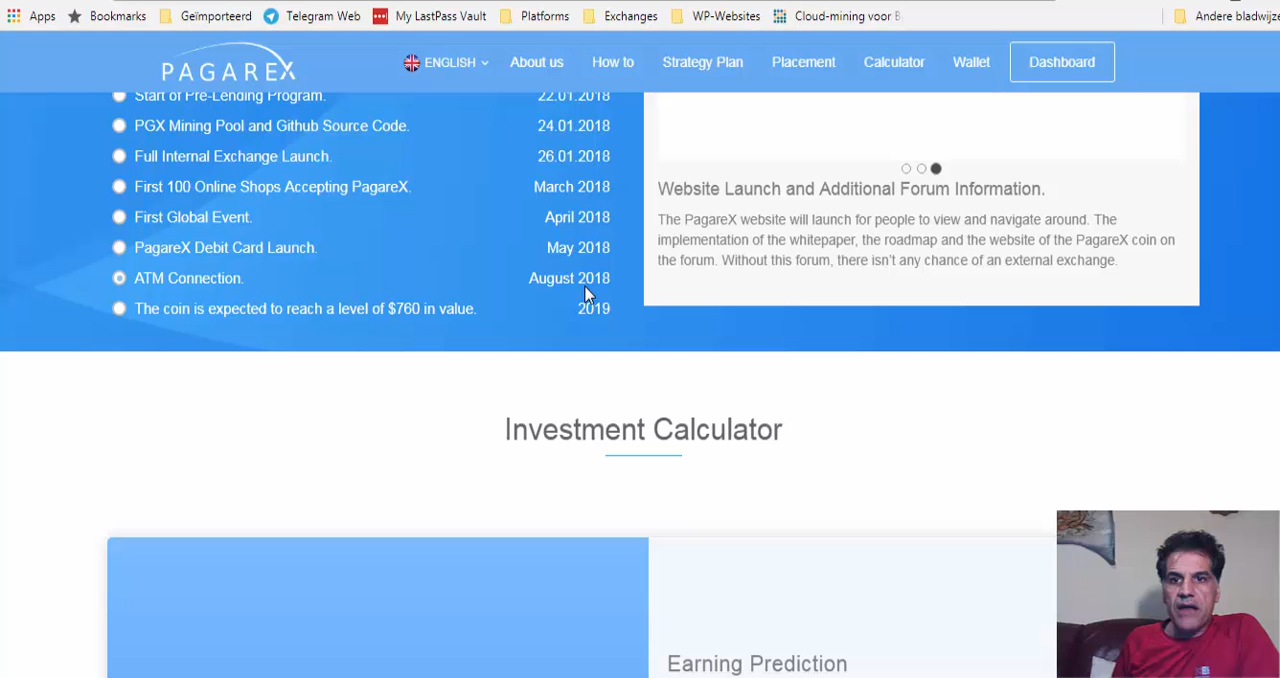 Apps
Bookmarks
Geïmporteerd
Telegram Web
My LastPass Vault
Platforms
Exchanges
WP-Websites
Cloud-mining voor B
Andere bladwijze
PAGAREX
ENGLISH
About us
How to
Strategy Plan
Placement
Calculator
Wallet
Dashboard
Start of Pre-Lending Program. 22.01.2018
PGX Mining Pool and Github Source Code. 24.01.2018
Full Internal Exchange Launch. 26.01.2018
First 100 Online Shops Accepting PagareX. March 2018
First Global Event. April 2018
PagareX Debit Card Launch. May 2018
ATM Connection. August 2018
The coin is expected to reach a level of $760 in value. 2019
Website Launch and Additional Forum Information.
The PagareX website will launch for people to view and navigate around. The
implementation of the whitepaper, the roadmap and the website of the PagareX coin on
the forum. Without this forum, there isn't any chance of an external exchange.
Investment Calculator
Earning Prediction